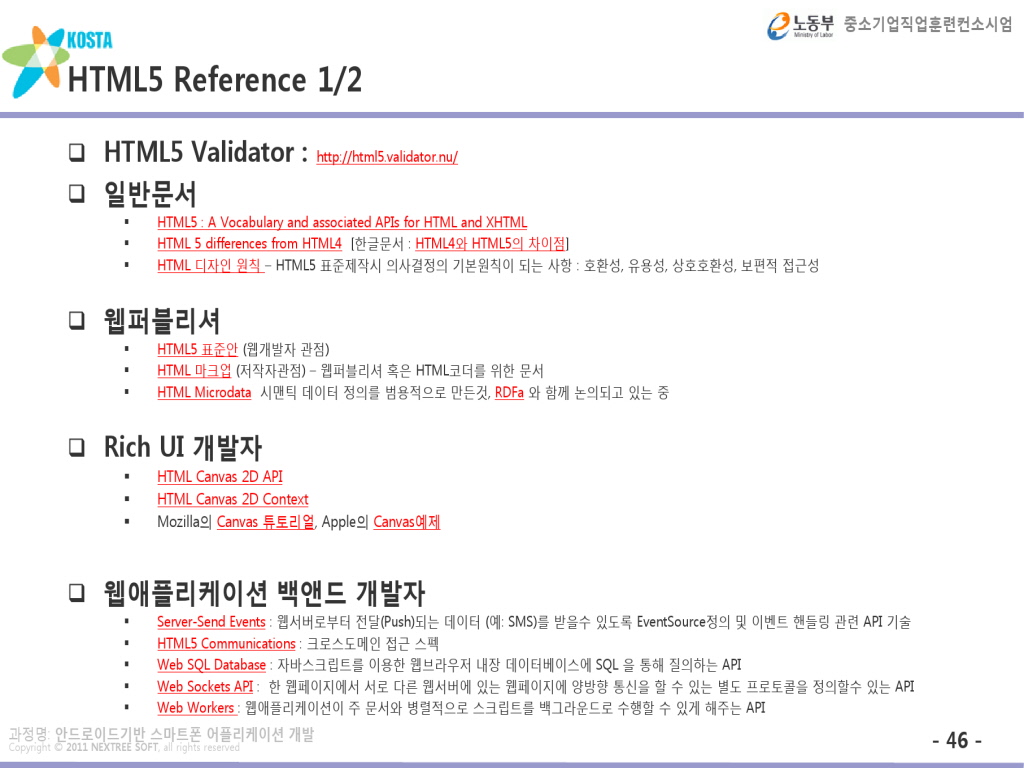 노동부
Ministry of Labor
중소기업직업훈련컨소시엄
KOSTA
HTML5 Reference 1/2
❑ HTML5 Validator : http://html5.validator.nu/
❑ 일반문서
▪ HTML5 : A Vocabulary and associated APIs for HTML and XHTML
▪ HTML 5 differences from HTML4 [한글문서 : HTML4와 HTML5의 차이점]
▪ HTML 디자인 원칙 – HTML5 표준제작시 의사결정의 기본원칙이 되는 사항 : 호환성, 유용성, 상호호환성, 보편적 접근성
❑ 웹퍼블리셔
▪ HTML5 표준안 (웹개발자 관점)
▪ HTML 마크업 (저작자관점) – 웹퍼블리셔 혹은 HTML코더를 위한 문서
▪ HTML Microdata 시맨틱 데이터 정의를 범용적으로 만든것, RDFa 와 함께 논의되고 있는 중
❑ Rich UI 개발자
▪ HTML Canvas 2D API
▪ HTML Canvas 2D Context
▪ Mozilla의 Canvas 튜토리얼, Apple의 Canvas예제
❑ 웹애플리케이션 백앤드 개발자
▪ Server-Send Events : 웹서버로부터 전달(Push)되는 데이터 (예: SMS)를 받을수 있도록 EventSource정의 및 이벤트 핸들링 관련 API 기술
▪ HTML5 Communications : 크로스도메인 접근 스펙
▪ Web SQL Database : 자바스크립트를 이용한 웹브라우저 내장 데이터베이스에 SQL 을 통해 질의하는 API
▪ Web Sockets API : 한 웹페이지에서 서로 다른 웹서버에 있는 웹페이지에 양방향 통신을 할 수 있는 별도 프로토콜을 정의할수 있는 API
▪ Web Workers : 웹애플리케이션이 주 문서와 병렬적으로 스크립트를 백그라운드로 수행할 수 있게 해주는 API
과정명: 안드로이드기반 스마트폰 어플리케이션 개발
Copyright © 2011 NEXTREE SOFT, all rights reserved
- 46 -